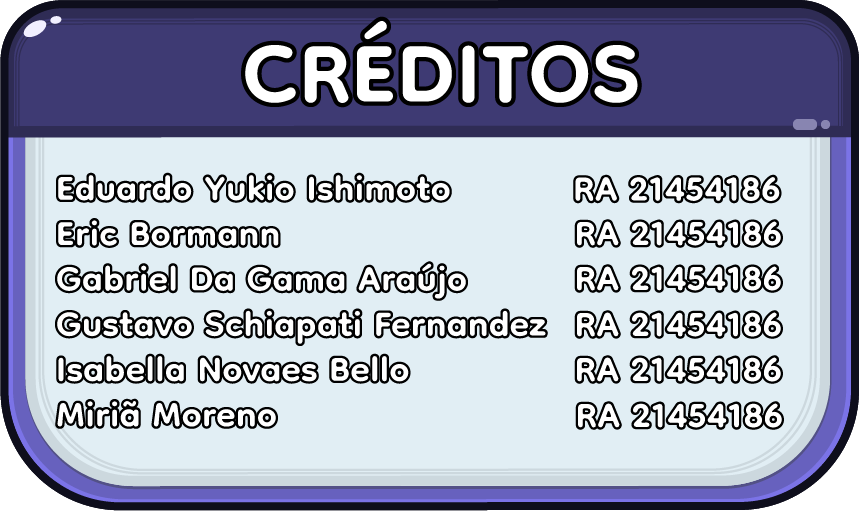 CRÉDITOS
Eduardo Yukio Ishimoto RA 21454186
Eric Bormann RA 21454186
Gabriel Da Gama Araújo RA 21454186
Gustavo Schiapati Fernandez RA 21454186
Isabella Novaes Bello RA 21454186
Miriã Moreno RA 21454186